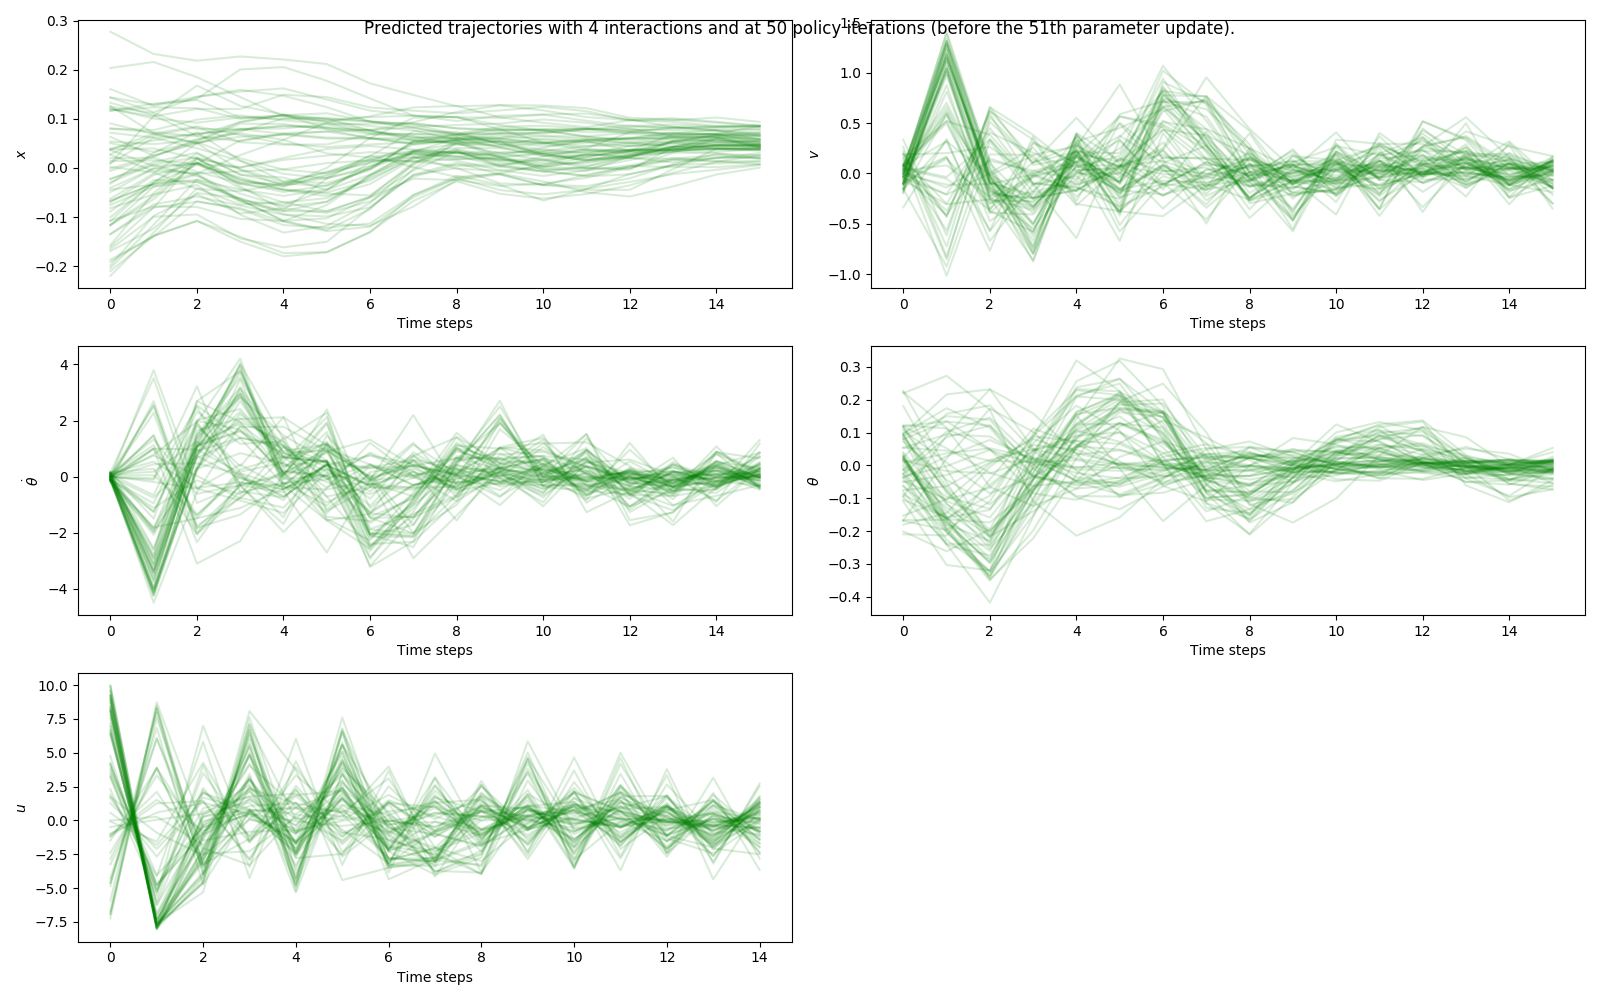 Predicted trajectories with 4 interactions and at 50 policy iterations (before the 51th parameter update).
0.3
0.2
0.1
0.0
−0.1
−0.2
x
0 2 4 6 8 10 12 14
Time steps
1.5
1.0
0.5
0.0
−0.5
−1.0
v
0 2 4 6 8 10 12 14
Time steps
4
2
0
−2
−4
θ̇
0 2 4 6 8 10 12 14
Time steps
0.3
0.2
0.1
0.0
−0.1
−0.2
−0.3
−0.4
θ
0 2 4 6 8 10 12 14
Time steps
10.0
7.5
5.0
2.5
0.0
−2.5
−5.0
−7.5
u
0 2 4 6 8 10 12 14
Time steps